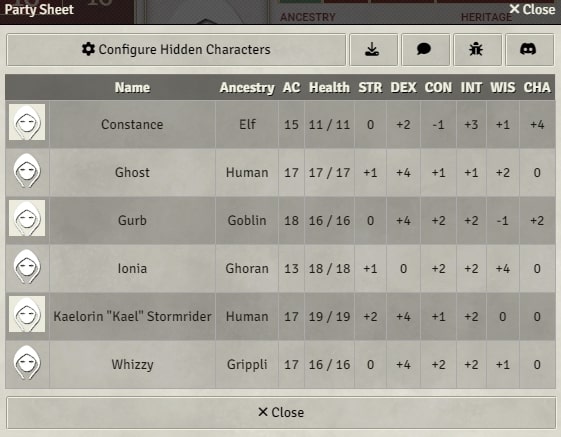 ANCESTRY HERITAGE
Party Sheet ✕ Close
Configure Hidden Characters
Name Ancestry AC Health STR DEX CON INT WIS CHA
Constance Elf 15 11 / 11 0 +2 -1 +3 +1 +4
Ghost Human 17 17 / 17 +1 +4 +1 +1 +2 0
Gurb Goblin 18 16 / 16 0 +4 +2 +2 -1 +2
Ionia Ghoran 13 18 / 18 +1 0 +2 +2 +4 0
Kaelorin "Kael" Stormrider Human 17 19 / 19 +2 +4 +1 +2 0 0
Whizzy Grippli 17 16 / 16 0 +4 +2 +2 +1 0
✕ Close